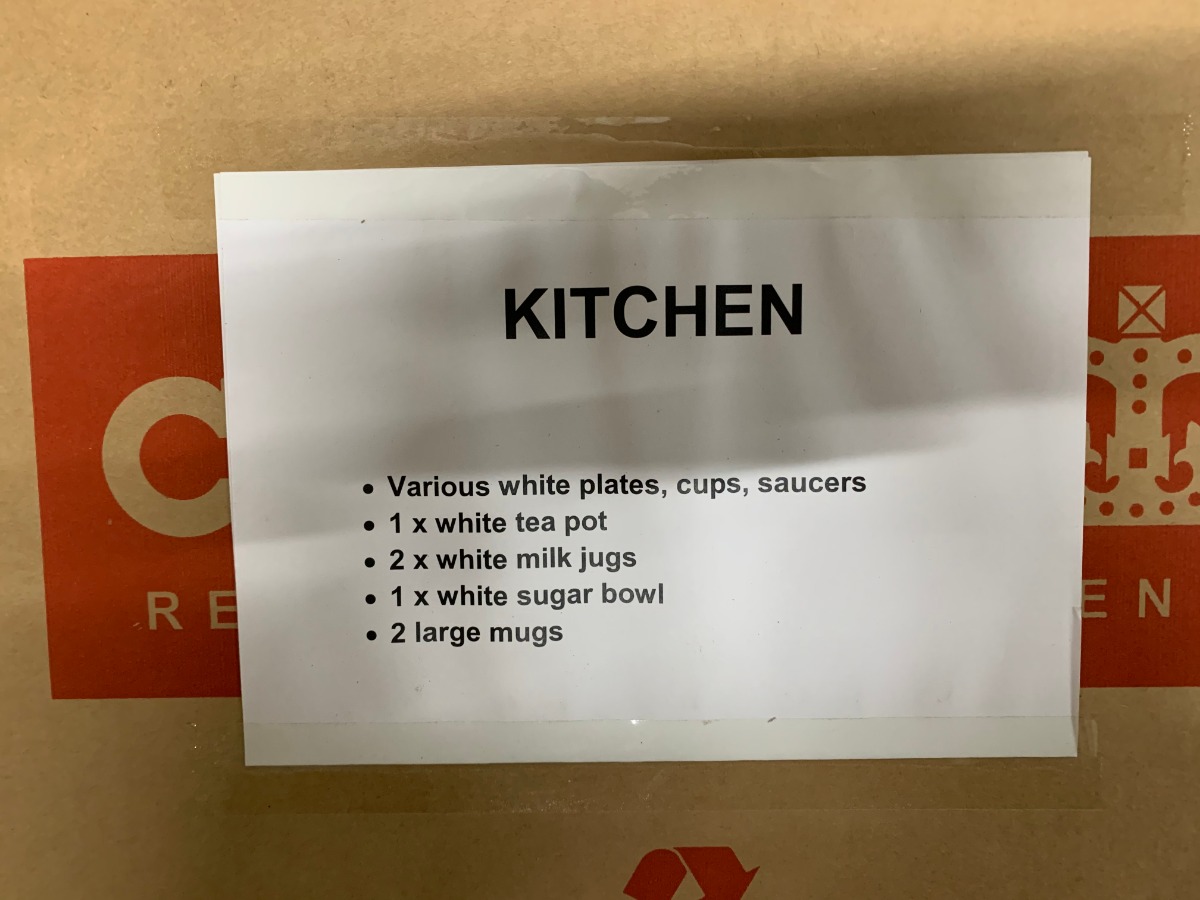 KITCHEN
• Various white plates, cups, saucers
• 1 x white tea pot
• 2 x white milk jugs
• 1 x white sugar bowl
• 2 large mugs